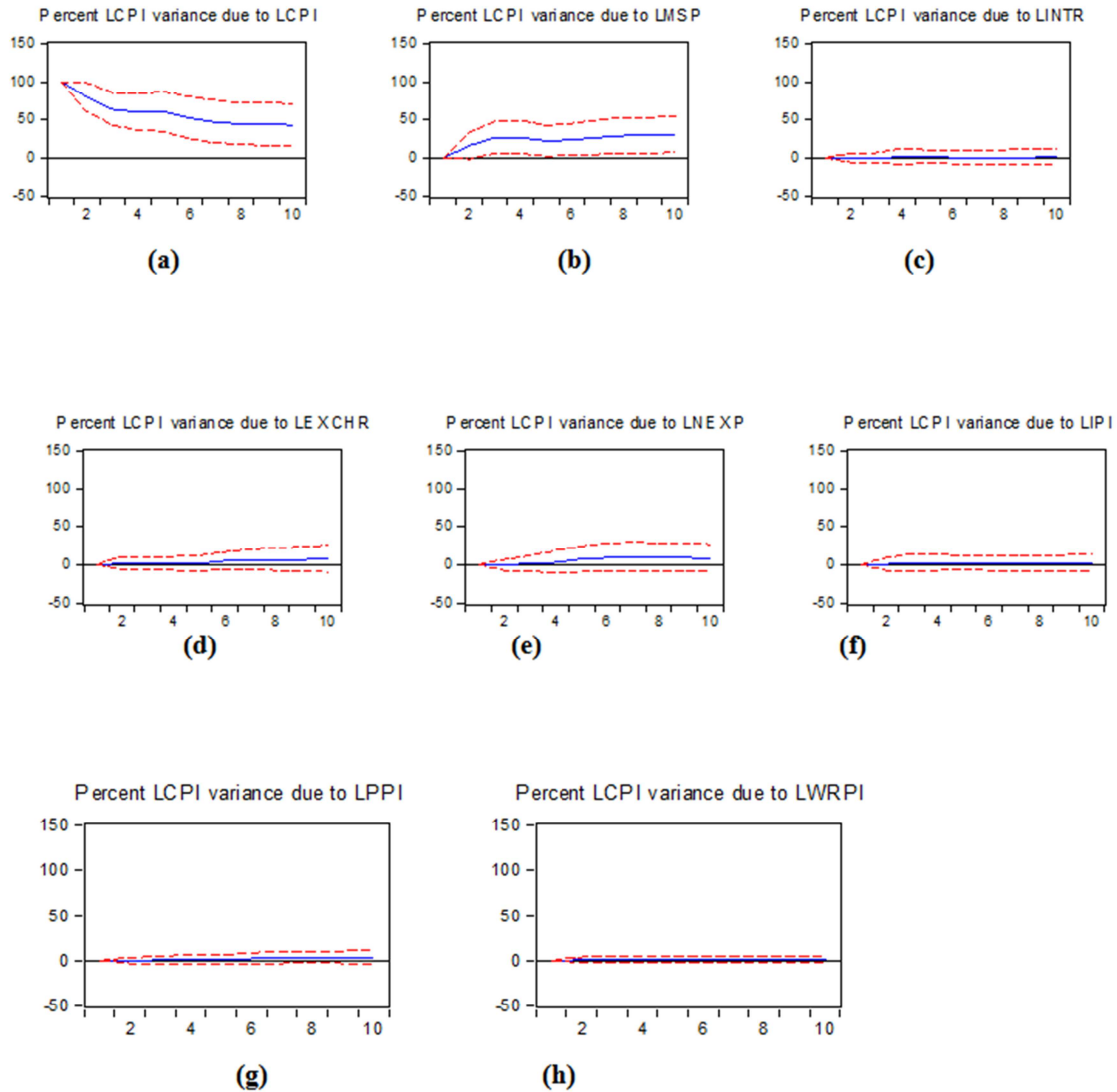 Percent LCPI variance due to LCPI
150
100
50
0
-50
2 4 6 8 10
(a)
Percent LCPI variance due to LMSP
150
100
50
0
-50
2 4 6 8 10
(b)
Percent LCPI variance due to LINTR
150
100
50
0
-50
2 4 6 8 10
(c)
Percent LCPI variance due to LEXCHR
150
100
50
0
-50
2 4 6 8 10
(d)
Percent LCPI variance due to LNEXP
150
100
50
0
-50
2 4 6 8 10
(e)
Percent LCPI variance due to LIPI
150
100
50
0
-50
2 4 6 8 10
(f)
Percent LCPI variance due to LPPI
150
100
50
0
-50
2 4 6 8 10
(g)
Percent LCPI variance due to LWRPI
150
100
50
0
-50
2 4 6 8 10
(h)